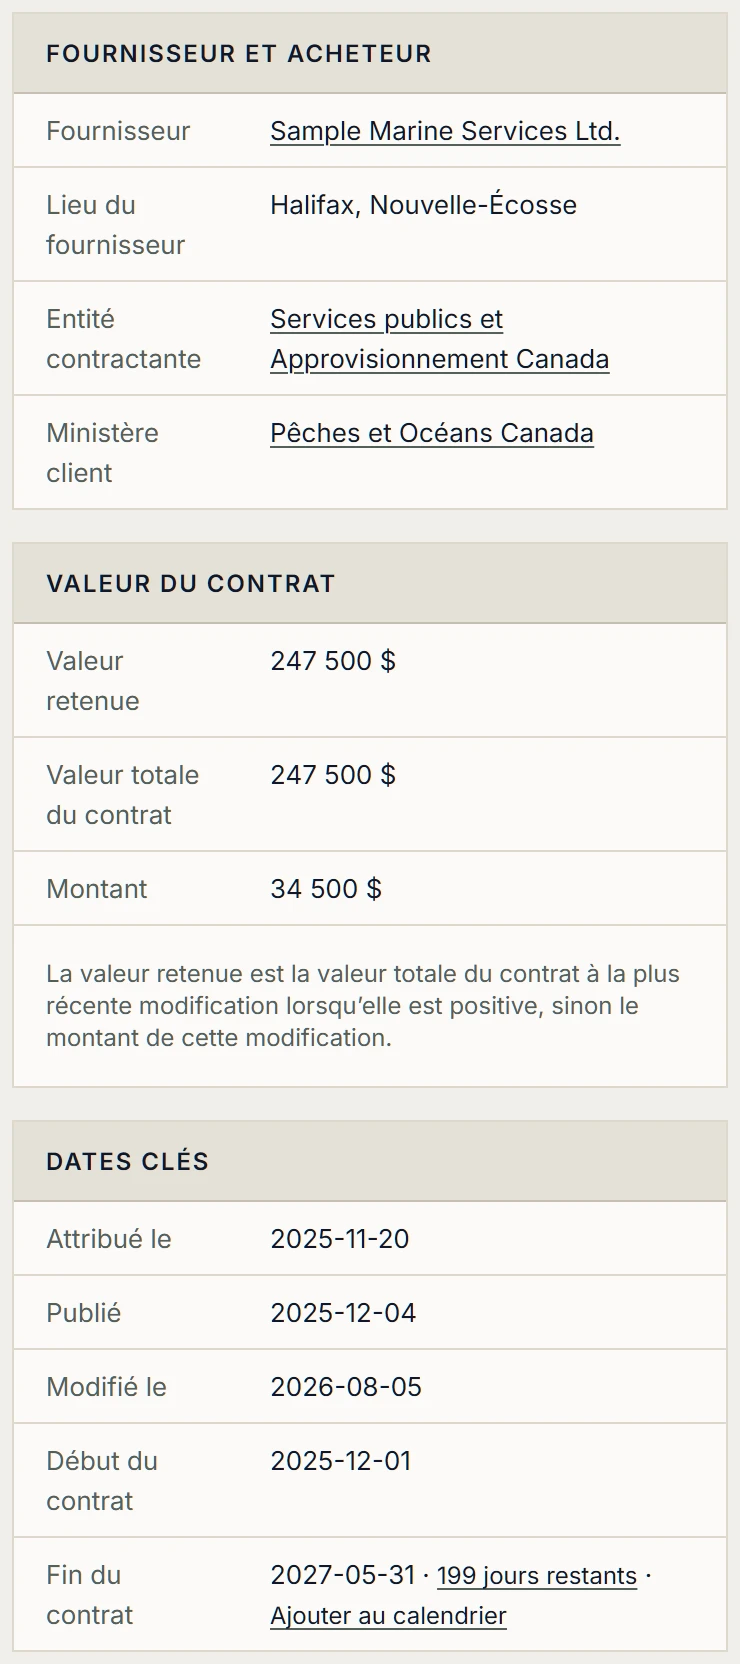 FOURNISSEUR ET ACHETEUR
Fournisseur Sample Marine Services Ltd.
Lieu du Halifax, Nouvelle-Écosse
fournisseur
Entité Services publics et
contractante Approvisionnement Canada
Ministère Pêches et Océans Canada
client
VALEUR DU CONTRAT
Valeur 247 500 $
retenue
Valeur totale 247 500 $
du contrat
Montant 34 500 $
La valeur retenue est la valeur totale du contrat à la plus
récente modification lorsqu’elle est positive, sinon le
montant de cette modification.
DATES CLÉS
Attribué le 2025-11-20
Publié 2025-12-04
Modifié le 2026-08-05
Début du 2025-12-01
contrat
Fin du 2027-05-31 · 199 jours restants ·
contrat Ajouter au calendrier